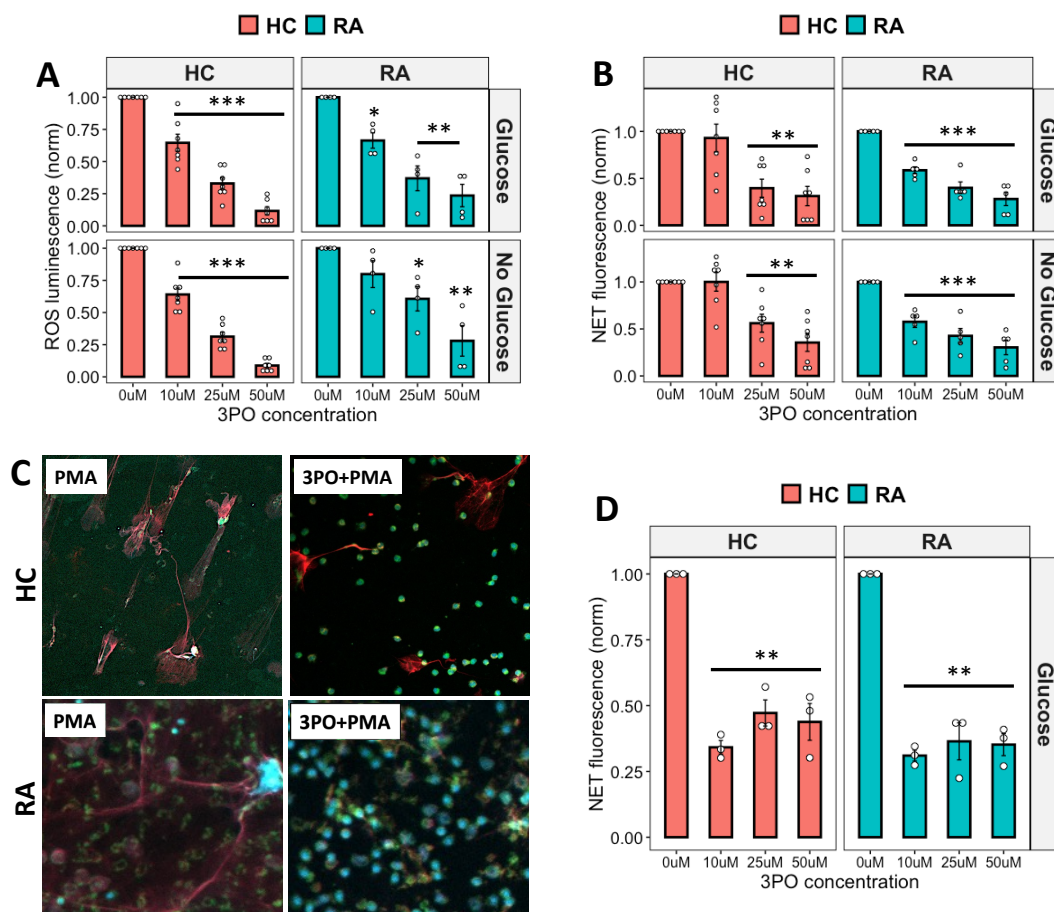 HC RA
A
HC RA
ROS luminescence (norm)
1.00
0.75
0.50
0.25
0.00
*** * **
Glucose
1.00
0.75
0.50
0.25
0.00
*** * **
No Glucose
0uM 10uM 25uM 50uM 0uM 10uM 25uM 50uM
3PO concentration
HC RA
B
HC RA
NET fluorescence (norm)
1.0
0.5
0.0
** ***
Glucose
NET fluorescence (norm)
1.0
0.5
0.0
** ***
No Glucose
0uM 10uM 25uM 50uM 0uM 10uM 25uM 50uM
3PO concentration
C
PMA 3PO+PMA
HC
PMA 3PO+PMA
RA
HC RA
D
HC RA
NET fluorescence (norm)
1.00
0.75
0.50
0.25
0.00
** **
Glucose
0uM 10uM 25uM 50uM 0uM 10uM 25uM 50uM
3PO concentration